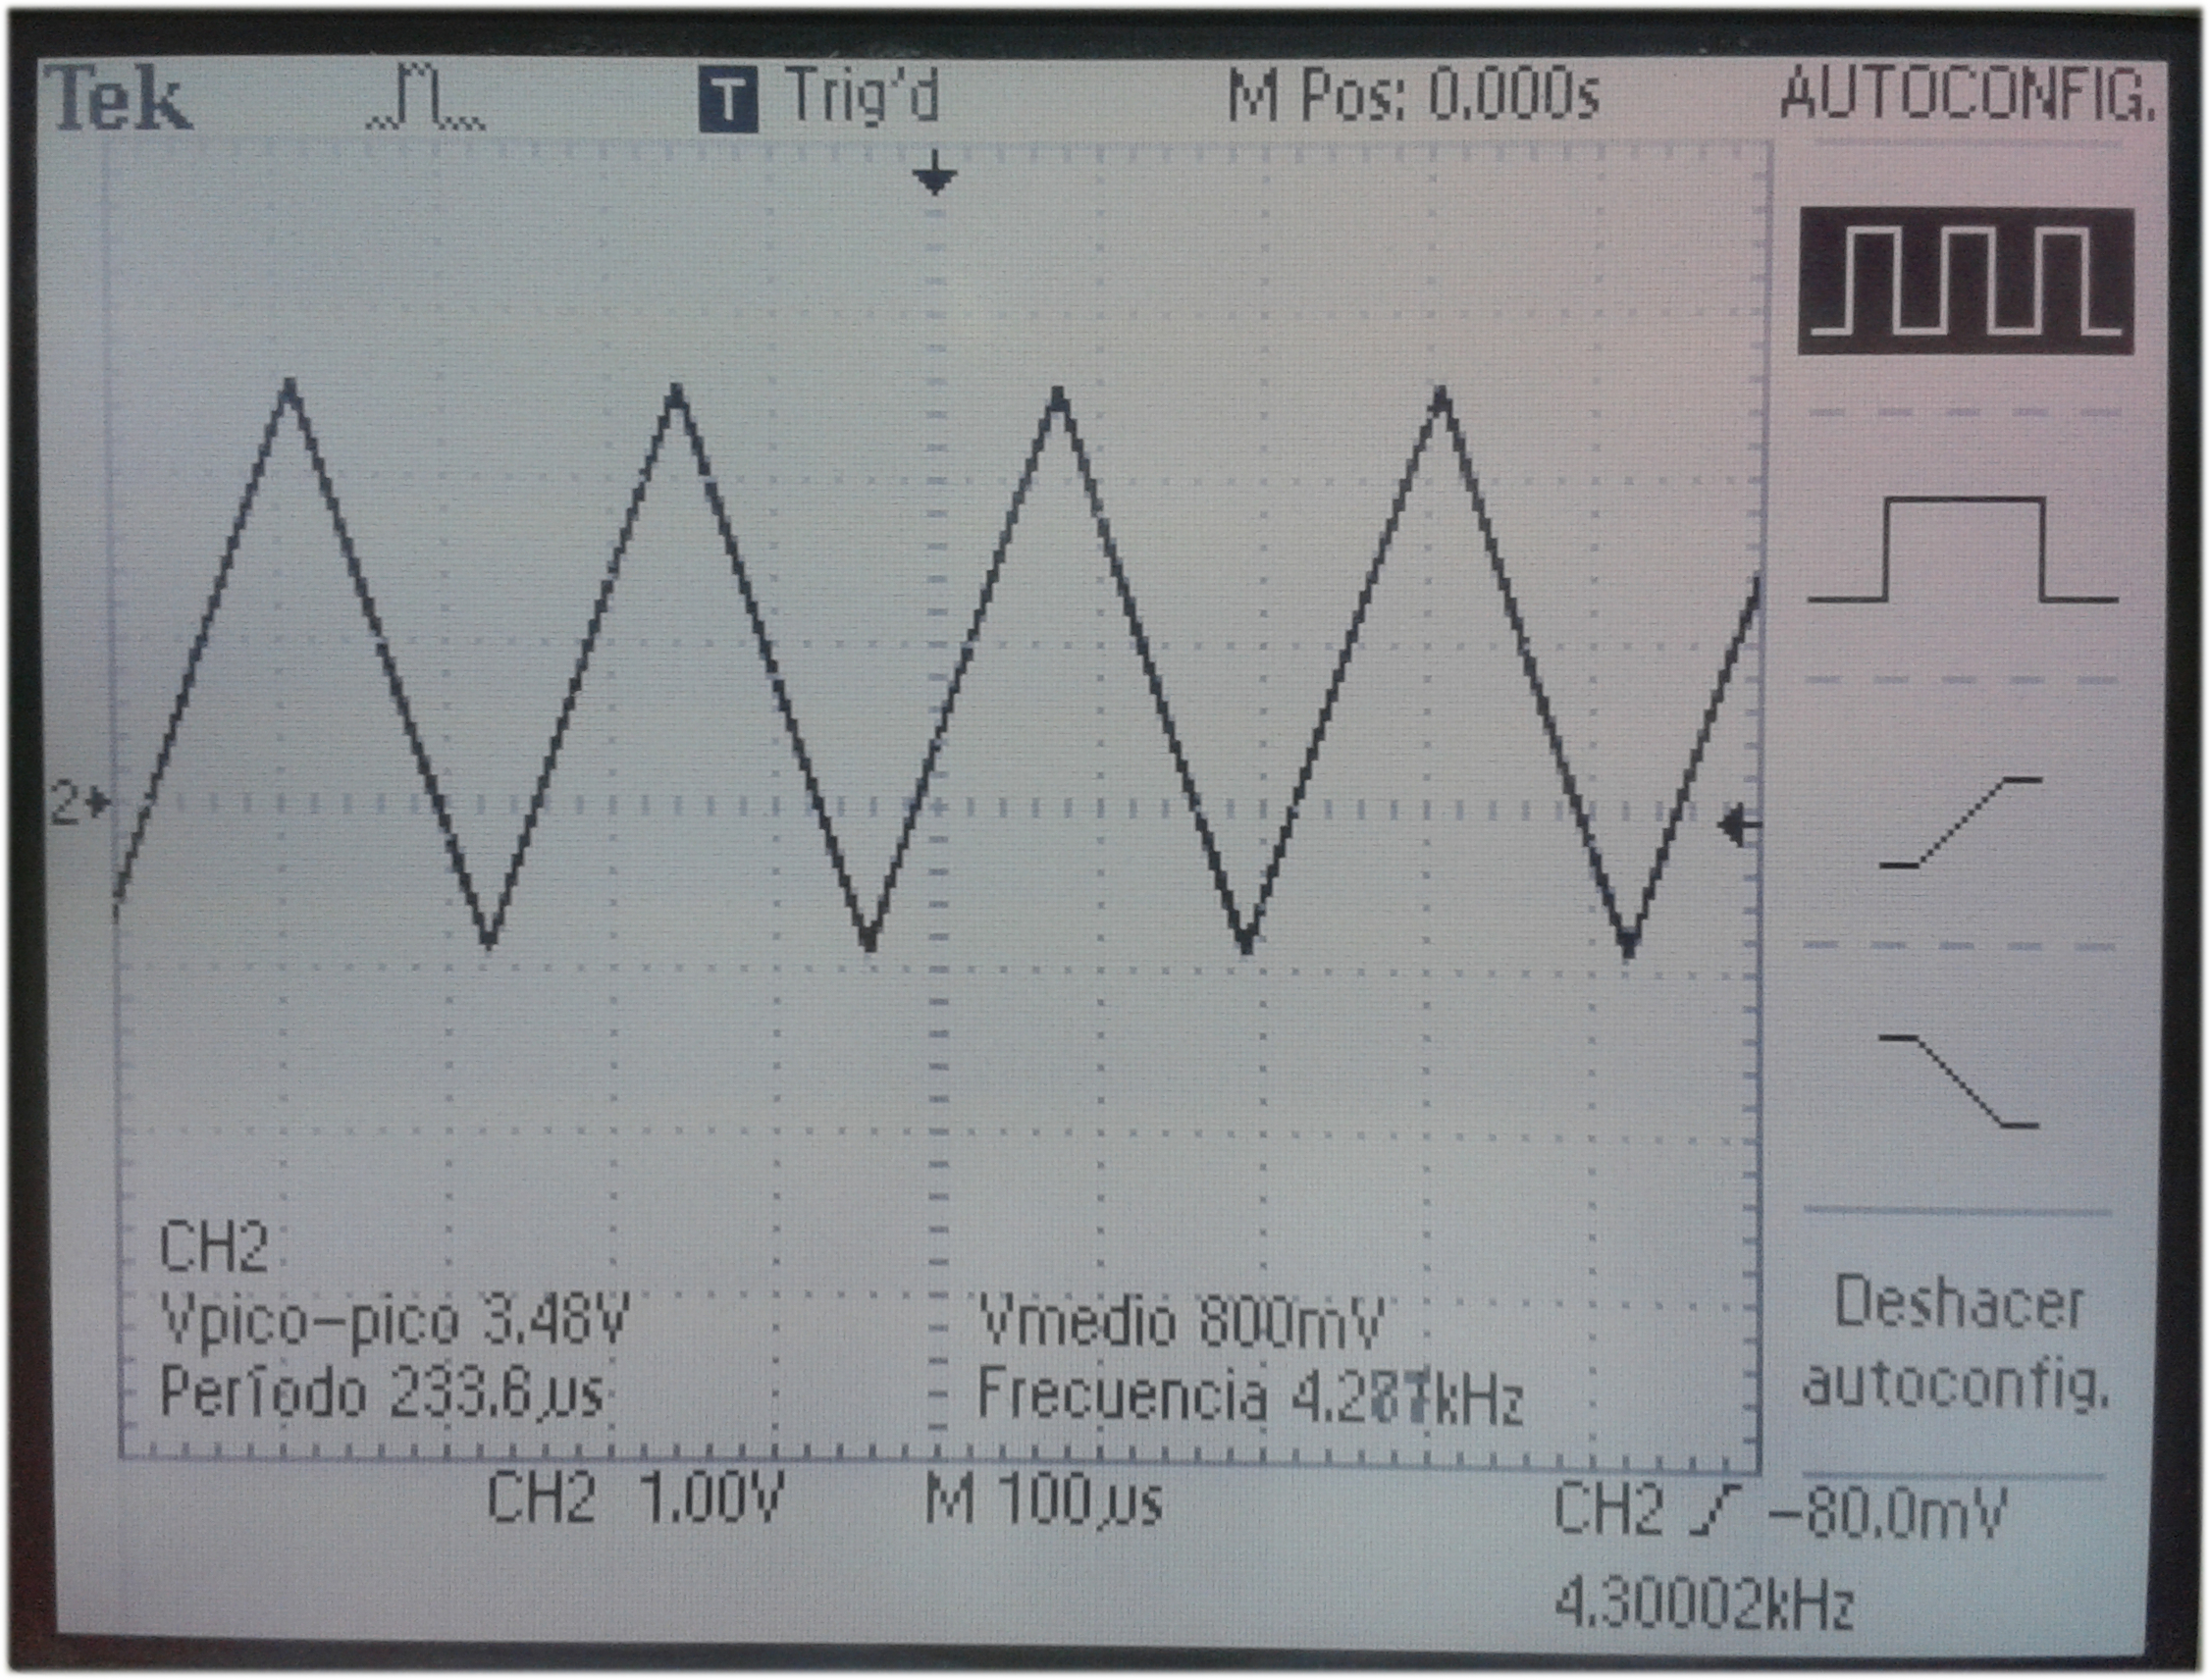 Tek T Trig'd M Pos: 0.000s AUTOCONFIG.
2
CH2
Vpico-pico 3.48V Vmedio 800mV
Período 233.6µs Frecuencia kHz
Deshacer
autoconfig.
CH2 1.00V M 100µs CH2 -80.0mV
4.30002kHz